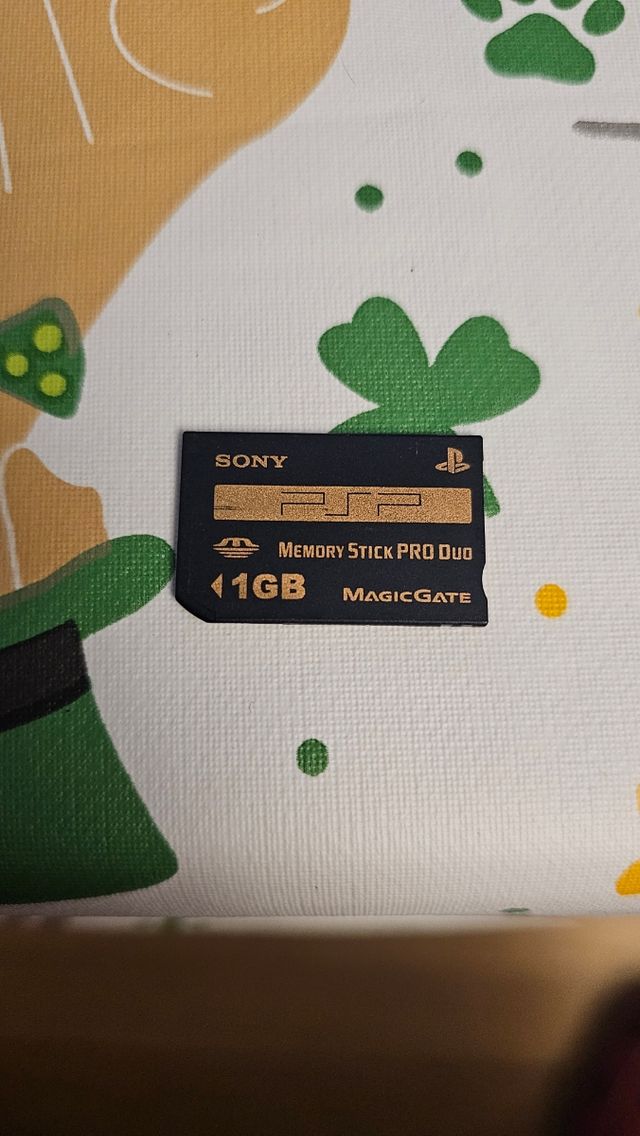 SONY
PSP
MEMORY STICK PRO DUO
1GB MAGICGATE